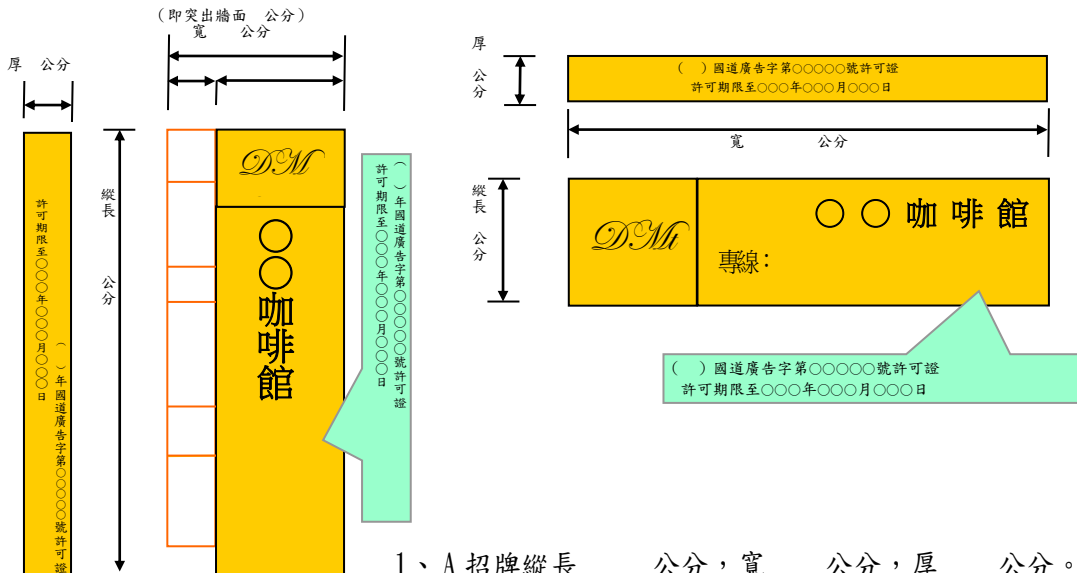 （即突出牆面　公分）
寬　　公分
厚　公分
縱長　　公分
許可期限至○○○年○○○月○○○日
（　）年國道廣告字第○○○○○號許可證
DM
○○咖啡館
（　）年國道廣告字第○○○○○號許可證
許可期限至○○○年○○○月○○○日
厚　公分
（　）國道廣告字第○○○○○號許可證
許可期限至○○○年○○○月○○○日
寬　　　公分
縱長　公分
DMt
○○咖啡館
專線：
（　）國道廣告字第○○○○○號許可證
許可期限至○○○年○○○月○○○日
1、A招牌縱長　　公分，寬　　公分，厚　　公分。